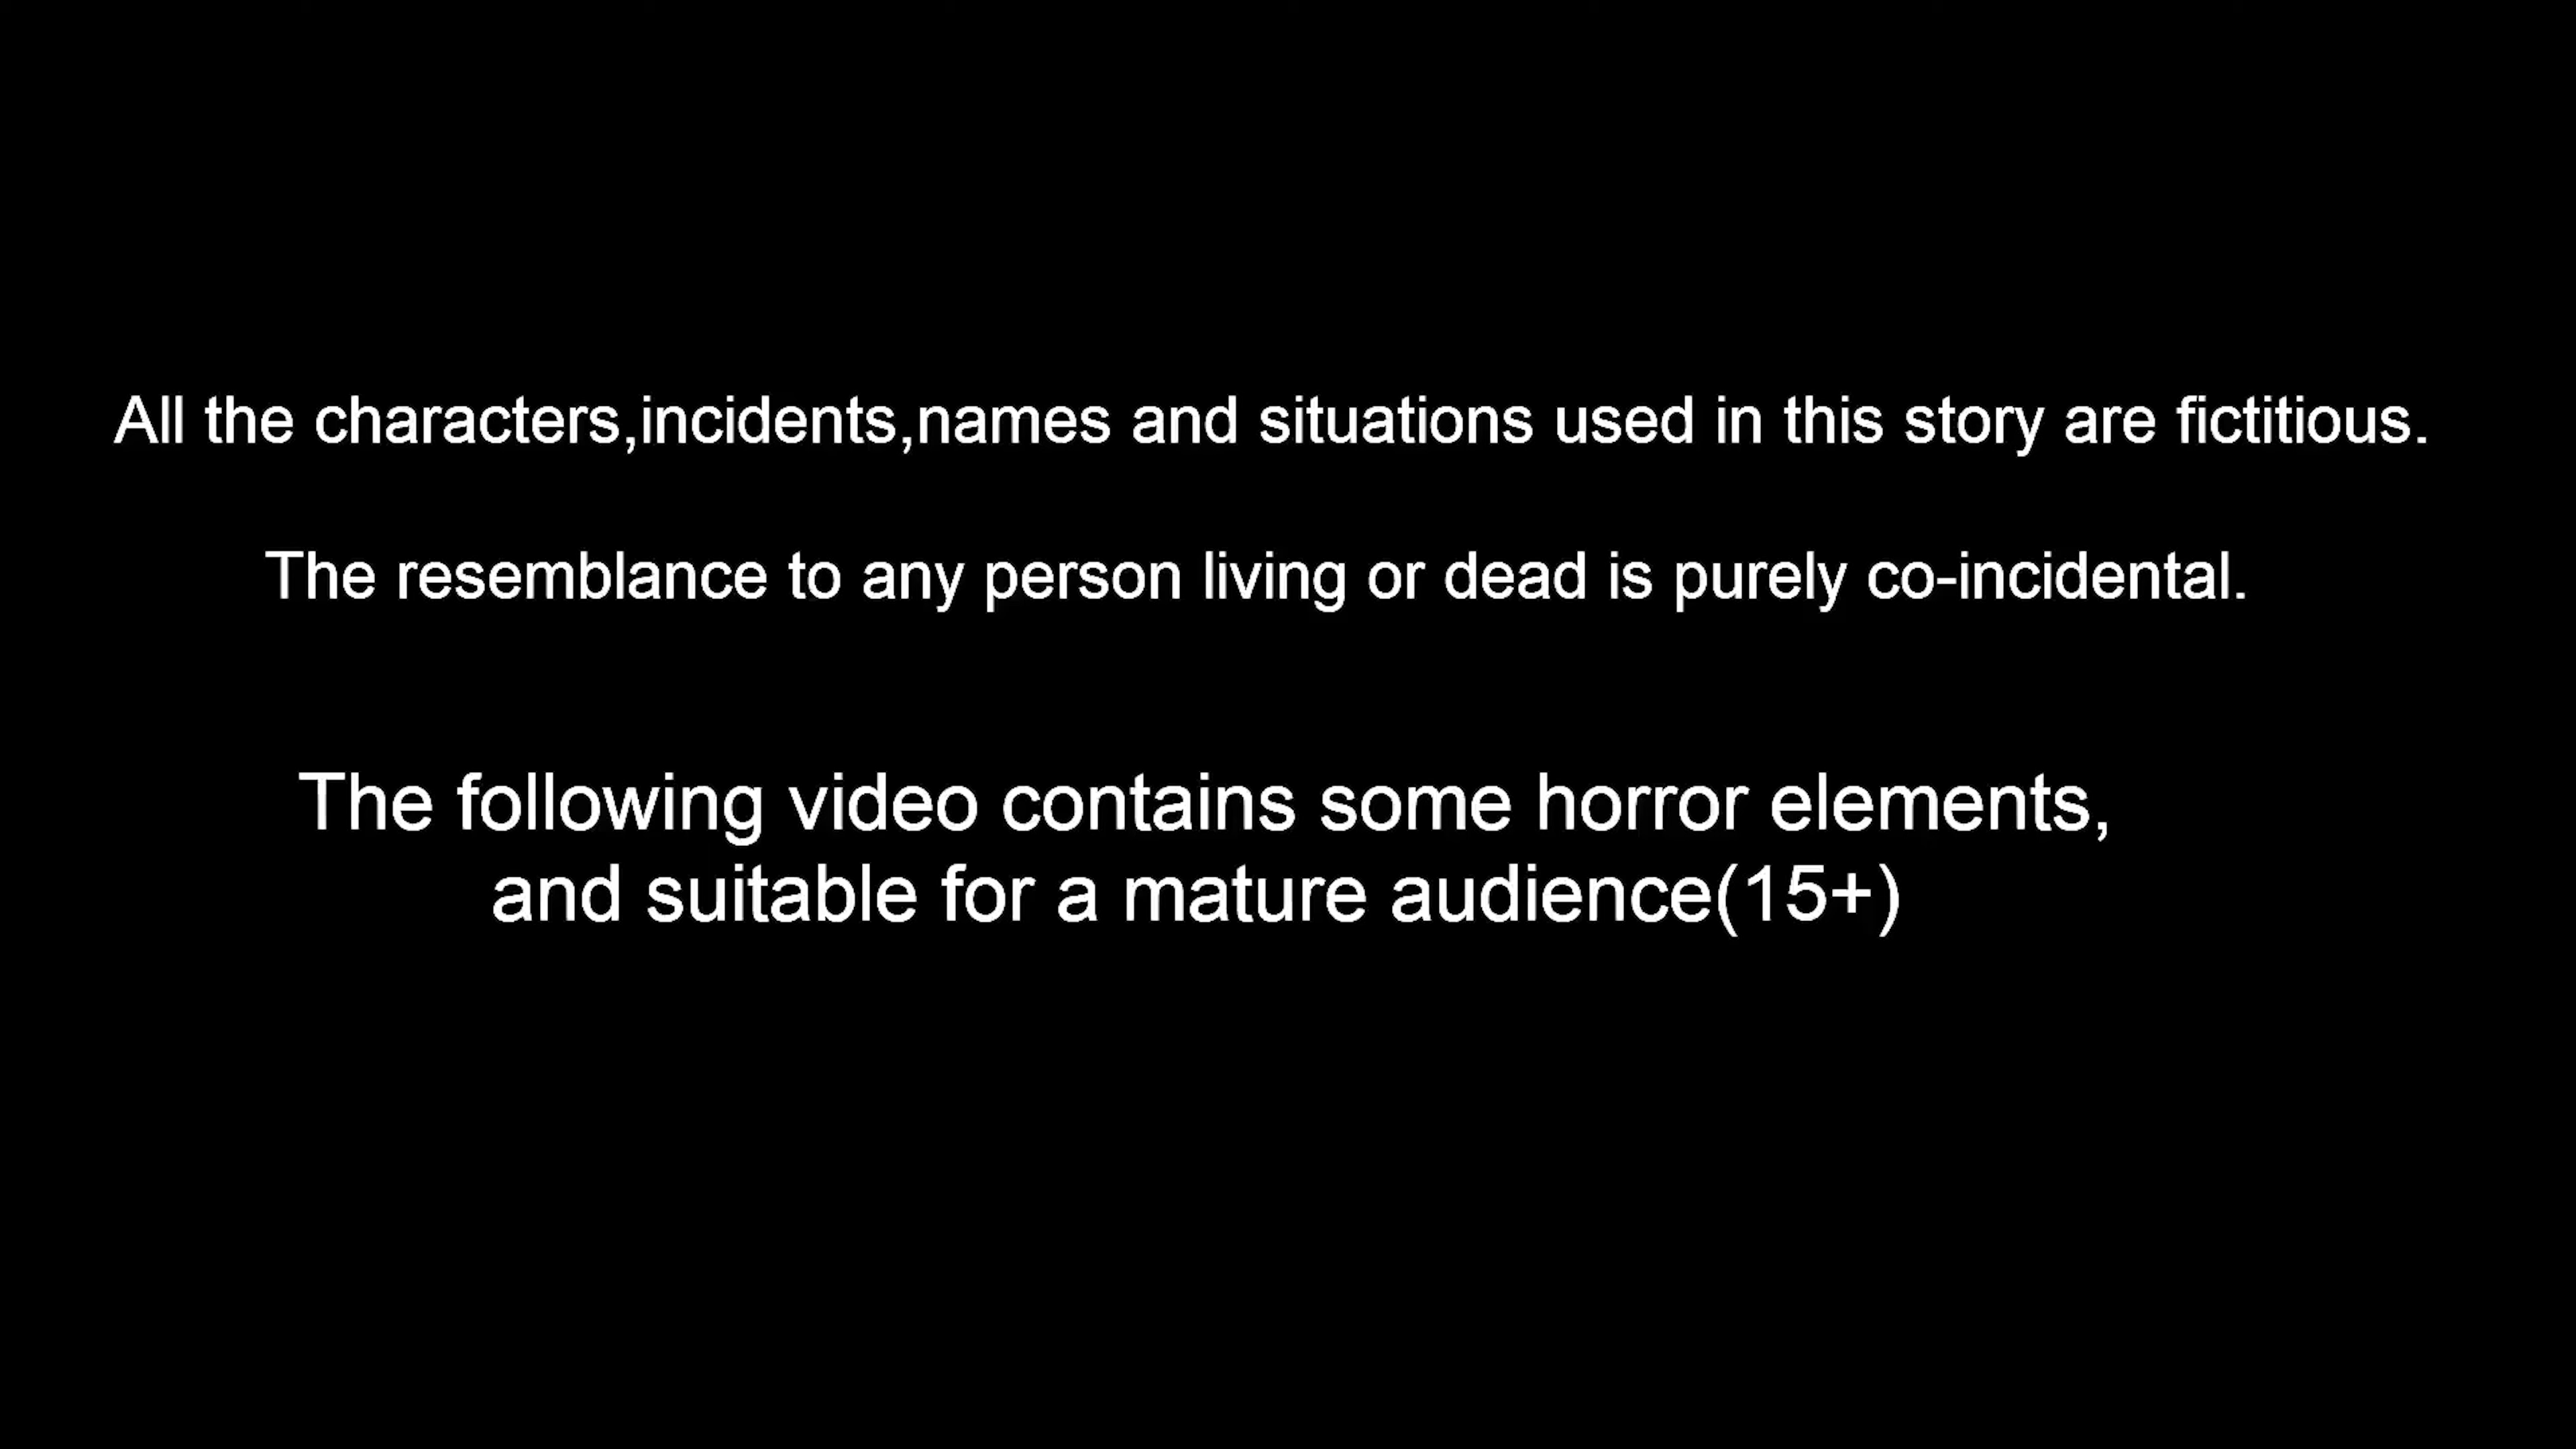 All the characters,incidents,names and situations used in this story are fictitious.
The resemblance to any person living or dead is purely co-incidental.
The following video contains some horror elements,
and suitable for a mature audience(15+)